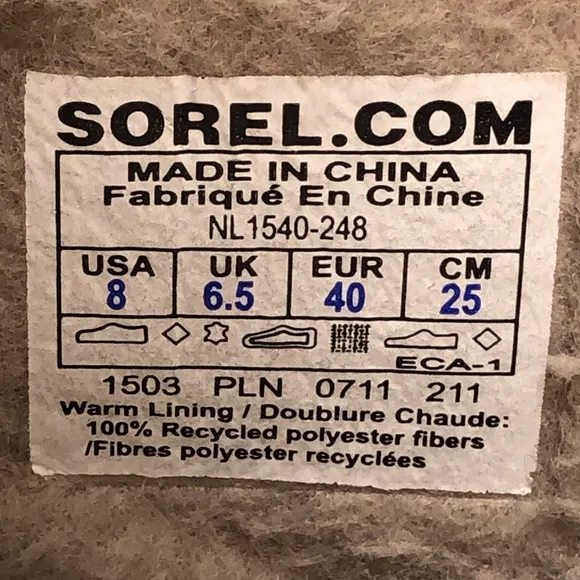 SOREL.COM
MADE IN CHINA
Fabriqué En Chine
NL1540-248
USA UK EUR CM
8 6.5 40 25
ECA-1
1503 PLN 0711 211
Warm Lining / Doublure Chaude:
100% Recycled polyester fibers
/Fibres polyester recyclées